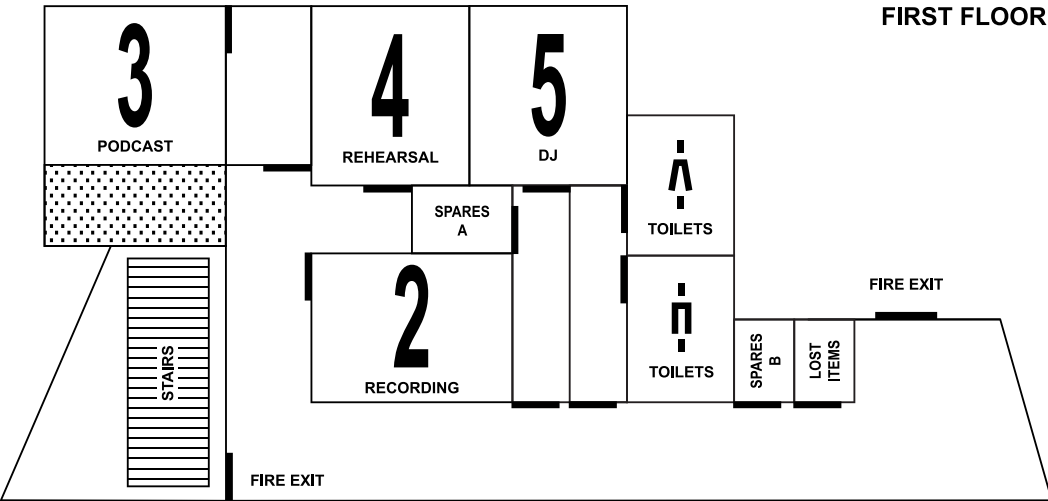 FIRST FLOOR
3
PODCAST
4
REHEARSAL
5
DJ
TOILETS
SPARES
A
2
RECORDING
TOILETS
FIRE EXIT
SPARES
B
LOST
ITEMS
STAIRS
FIRE EXIT